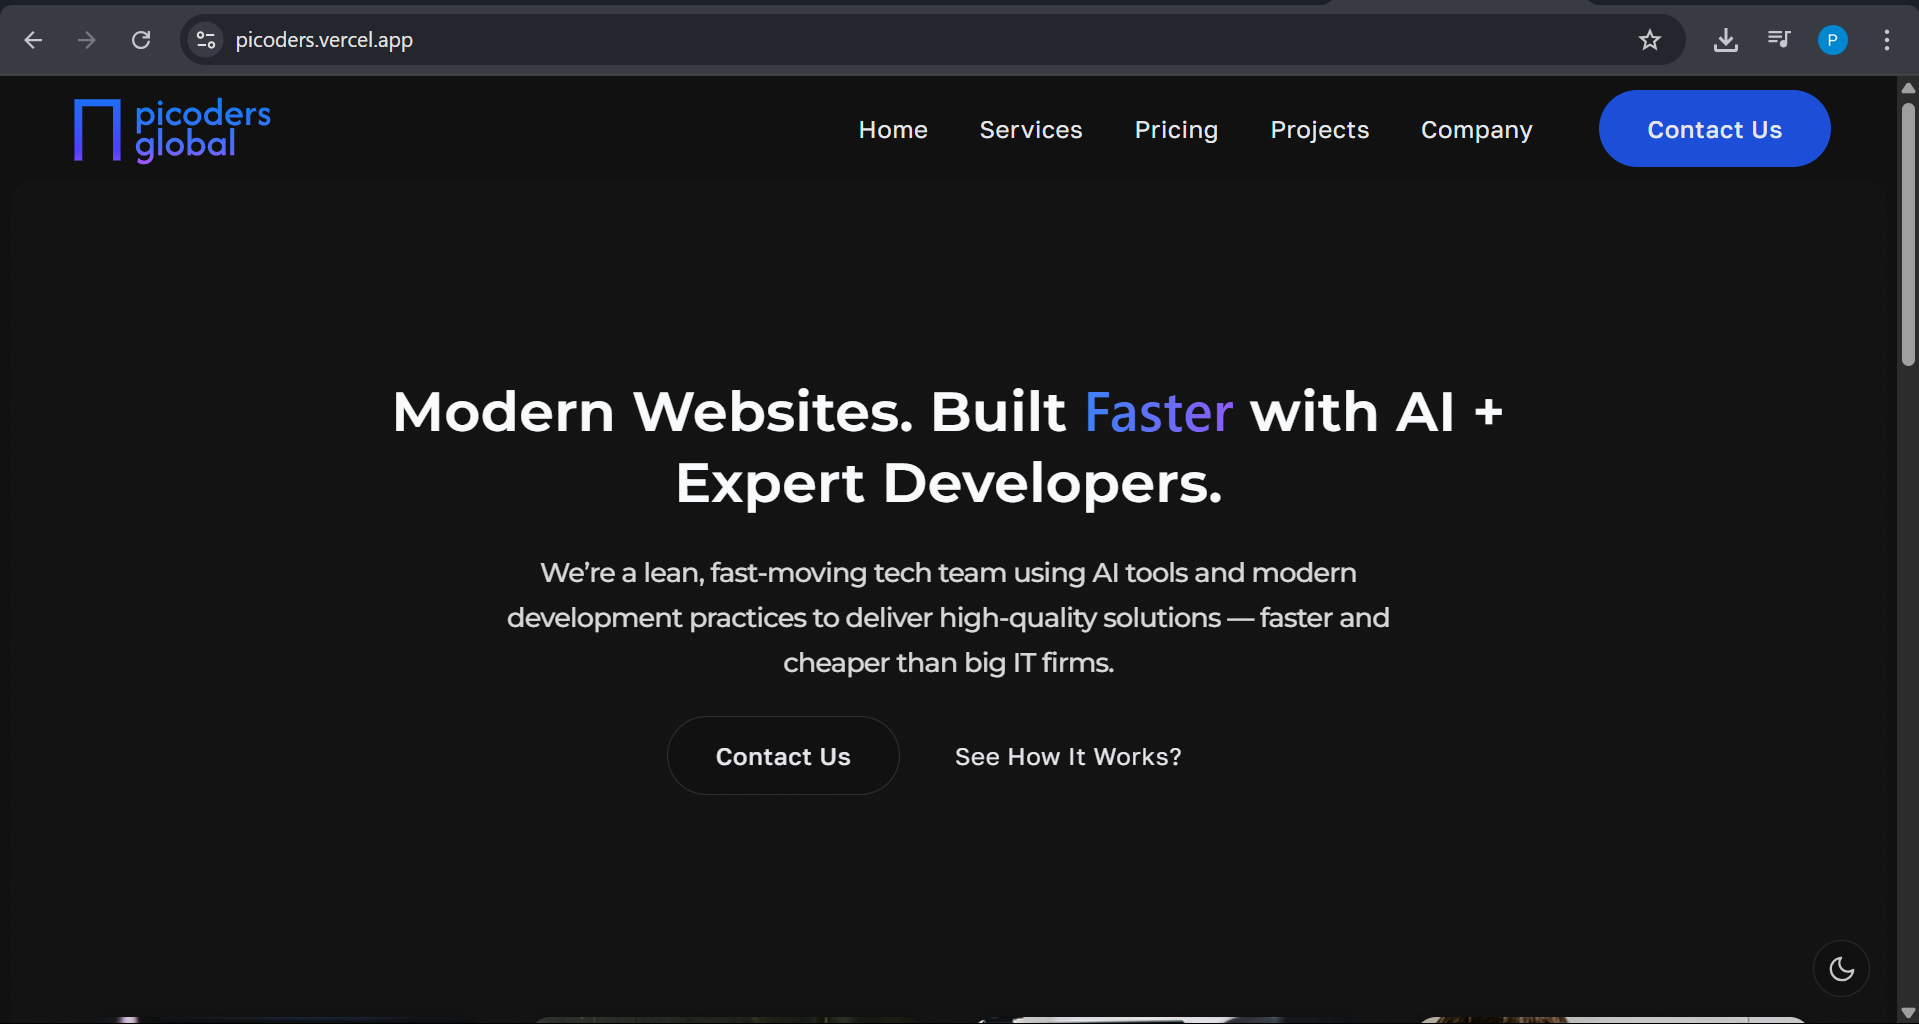 picoders.vercel.app
P
picoders
global
Home
Services
Pricing
Projects
Company
Contact Us
Modern Websites. Built Faster with AI +
Expert Developers.
We’re a lean, fast-moving tech team using AI tools and modern
development practices to deliver high-quality solutions — faster and
cheaper than big IT firms.
Contact Us
See How It Works?